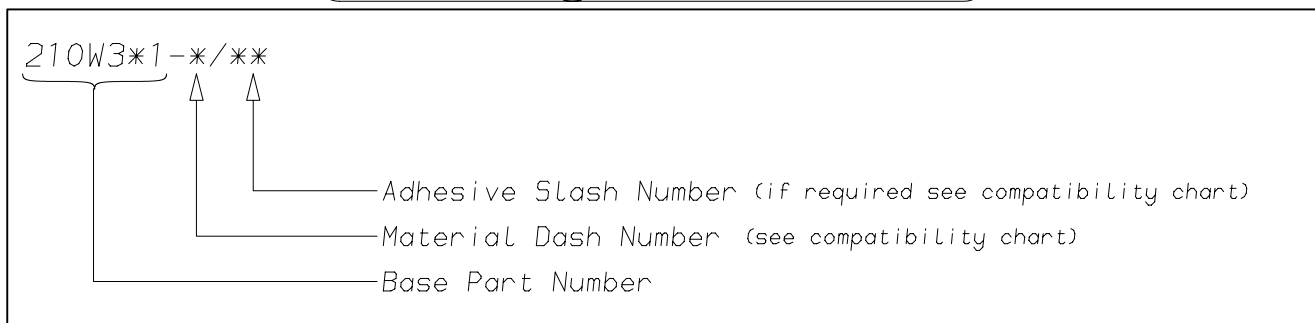 210W3*1-*/**
Adhesive Slash Number (if required see compatibility chart)
Material Dash Number (see compatibility chart)
Base Part Number